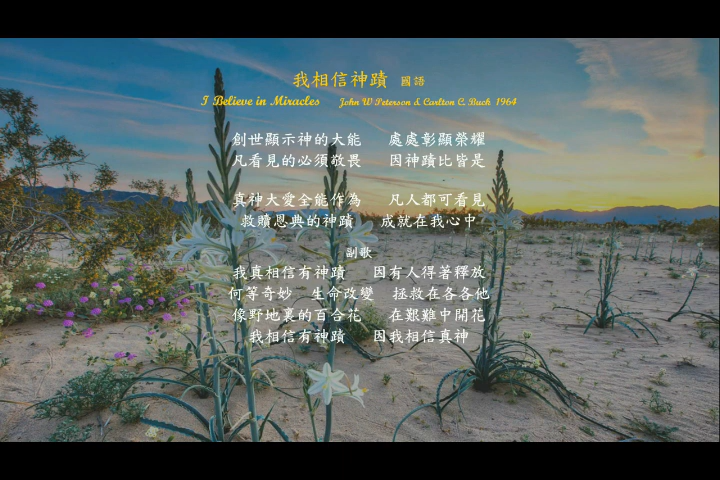 我相信神蹟 國語
I Believe in Miracles John W Peterson & Carlton C. Buck 1964
創世顯示神的大能 處處彰顯榮耀
凡看見的必須敬畏 因神蹟比皆是
真神大愛全能作為 凡人都可看見
救贖恩典的神蹟 成就在我心中
副歌
我真相信有神蹟 因有人得著釋放
何等奇妙 生命改變 拯救在各各他
像野地裏的百合花 在艱難中開花
我相信有神蹟 因我相信真神